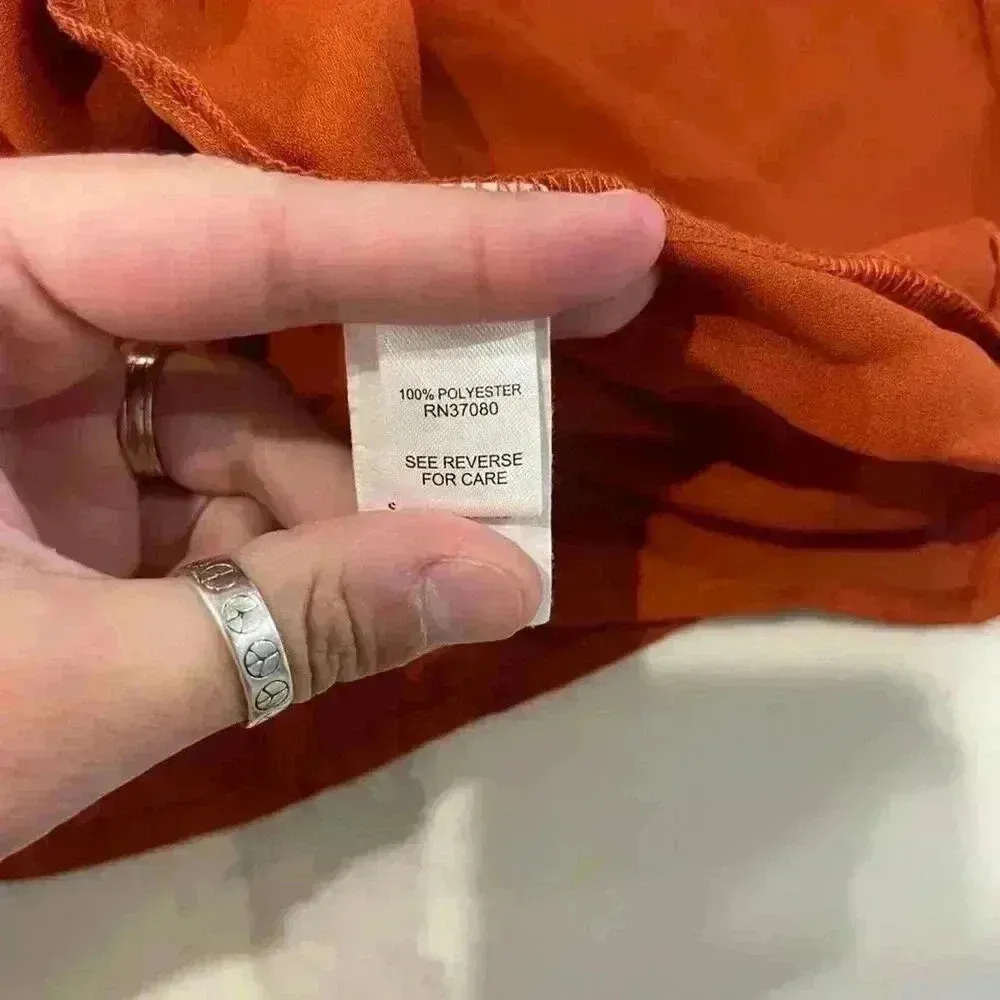 100% POLYESTER
RN37080
SEE REVERSE
FOR CARE